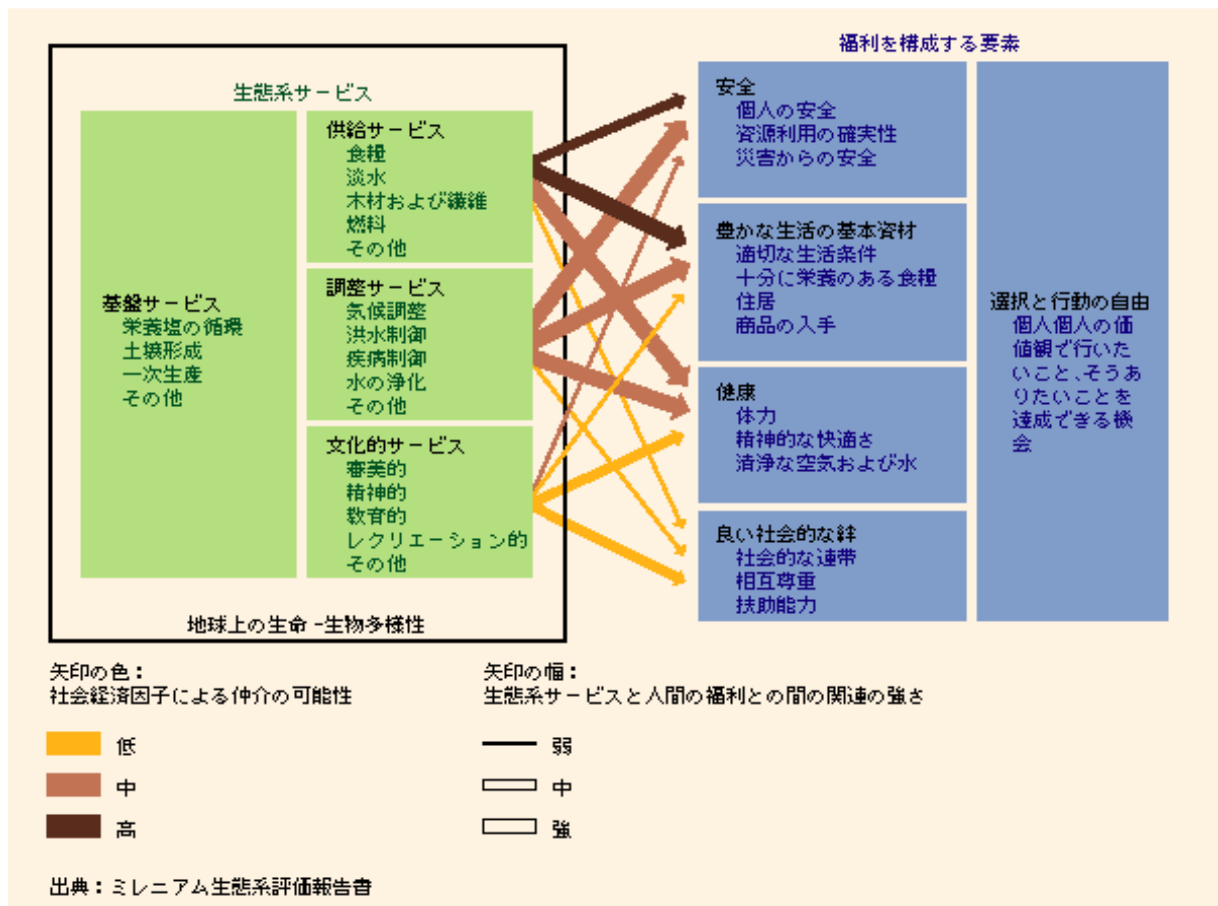 福利を構成する要素
生態系サービス
基盤サービス
栄養塩の循環
土壌形成
一次生産
その他
供給サービス
食糧
淡水
木材および繊維
燃料
その他
調整サービス
気候調整
洪水制御
疾病制御
水の浄化
その他
文化的サービス
審美的
精神的
教育的
レクリエーション的
その他
地球上の生命 -生物多様性
安全
個人の安全
資源利用の確実性
災害からの安全
豊かな生活の基本資材
適切な生活条件
十分に栄養のある食糧
住居
商品の入手
健康
体力
精神的な快適さ
清浄な空気および水
良い社会的な絆
社会的な連帯
相互尊重
扶助能力
選択と行動の自由
個人個人の価
値観で行いた
いこと、そうあ
りたいことを
達成できる機
会
矢印の色：
社会経済因子による仲介の可能性
低
中
高
矢印の幅：
生態系サービスと人間の福利との間の関連の強さ
弱
中
強
出典：ミレニアム生態系評価報告書